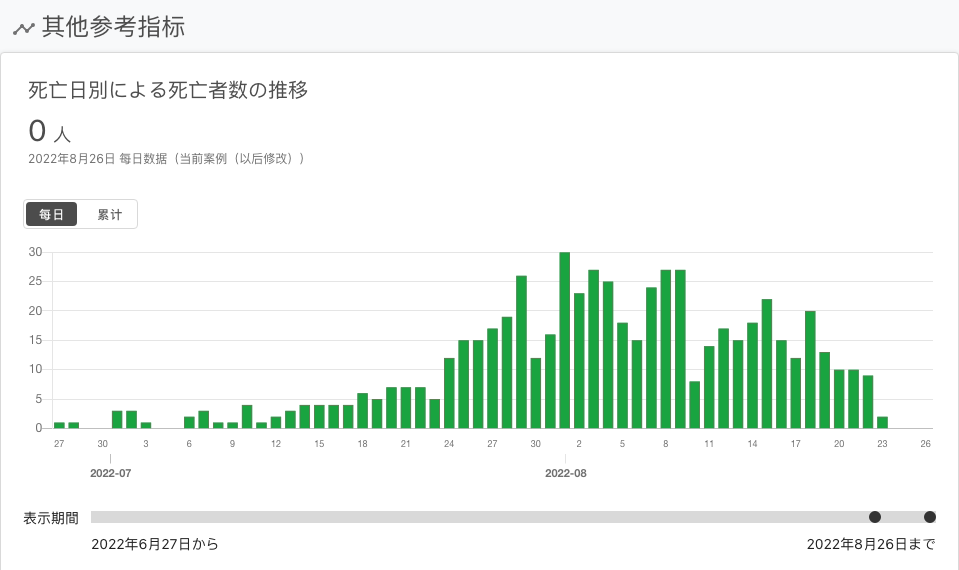 其他参考指标
死亡日別による死亡者数の推移
0 人
2022年8月26日 每日数据（当前案例（以后修改））
每日 累计
30
25
20
15
10
5
0
27 30 3 6 9 12 15 18 21 24 27 30 2 5 8 11 14 17 20 23 26
2022-07 2022-08
表示期間
2022年6月27日から 2022年8月26日まで